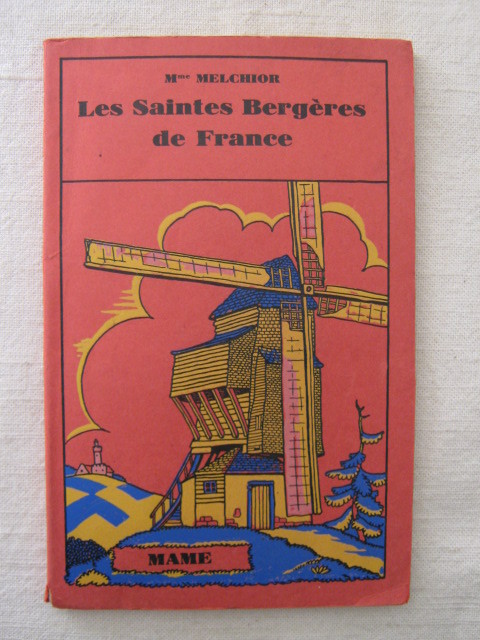 Mme MELCHIOR
Les Saintes Bergères
de France
MAME